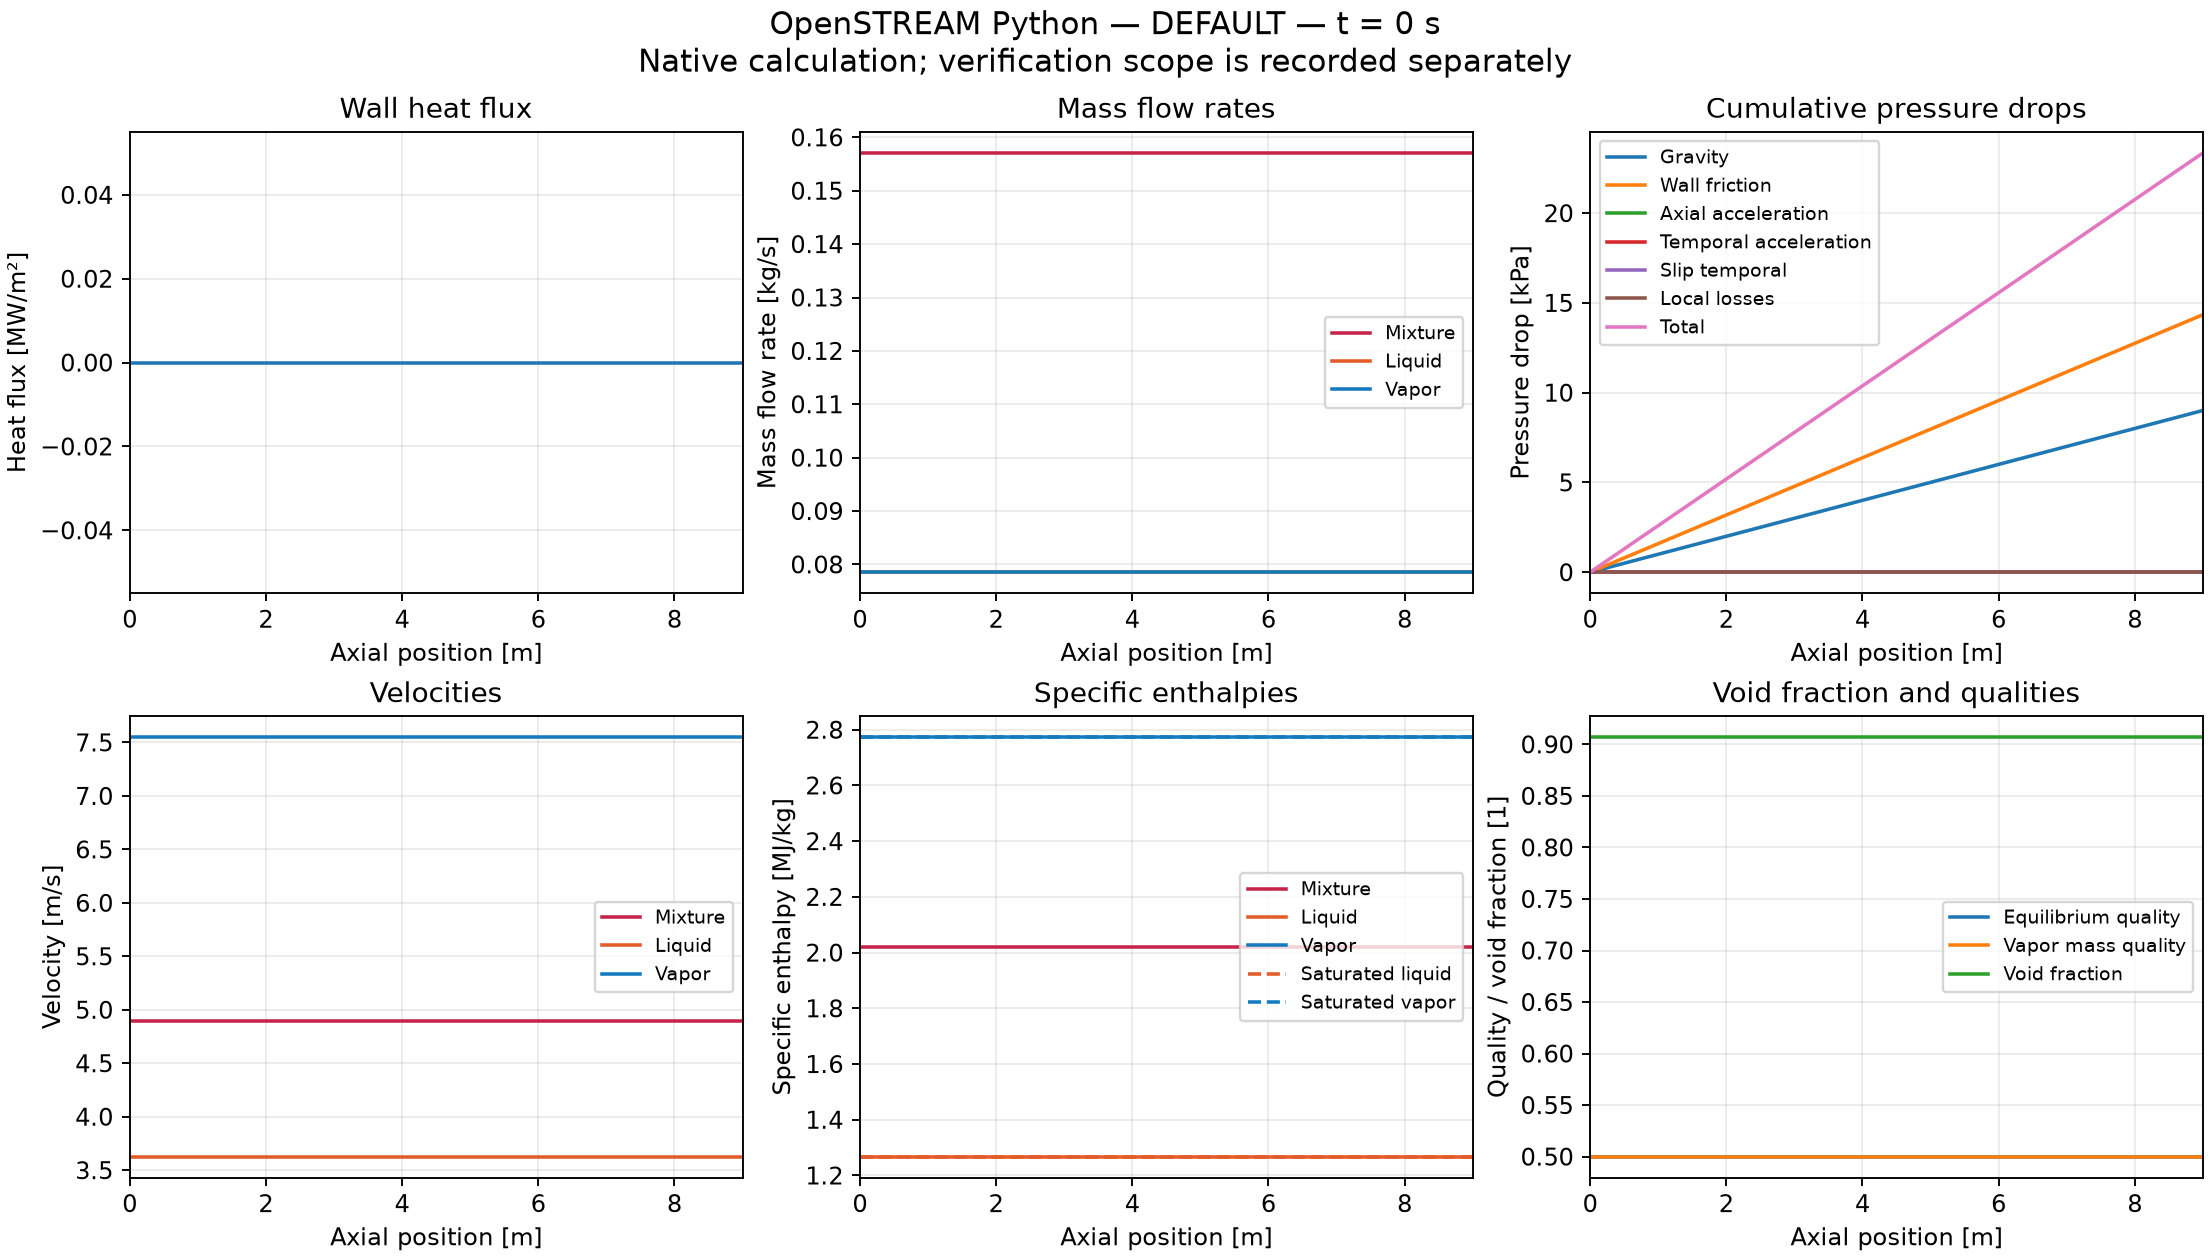 OpenSTREAM Python — DEFAULT — t = 0 s
Native calculation; verification scope is recorded separately
Wall heat flux
Heat flux [MW/m²]
0.04
0.02
0.00
−0.02
−0.04
0 2 4 6 8
Axial position [m]
Mass flow rates
Mass flow rate [kg/s]
0.16
0.15
0.14
0.13
0.12
0.11
0.10
0.09
0.08
Mixture
Liquid
Vapor
0 2 4 6 8
Axial position [m]
Cumulative pressure drops
Pressure drop [kPa]
20
15
10
5
0
Gravity
Wall friction
Axial acceleration
Temporal acceleration
Slip temporal
Local losses
Total
0 2 4 6 8
Axial position [m]
Velocities
Velocity [m/s]
7.5
7.0
6.5
6.0
5.5
5.0
4.5
4.0
3.5
Mixture
Liquid
Vapor
0 2 4 6 8
Axial position [m]
Specific enthalpies
Specific enthalpy [MJ/kg]
2.8
2.6
2.4
2.2
2.0
1.8
1.6
1.4
1.2
Mixture
Liquid
Vapor
Saturated liquid
Saturated vapor
0 2 4 6 8
Axial position [m]
Void fraction and qualities
Quality / void fraction [1]
0.90
0.85
0.80
0.75
0.70
0.65
0.60
0.55
0.50
Equilibrium quality
Vapor mass quality
Void fraction
0 2 4 6 8
Axial position [m]